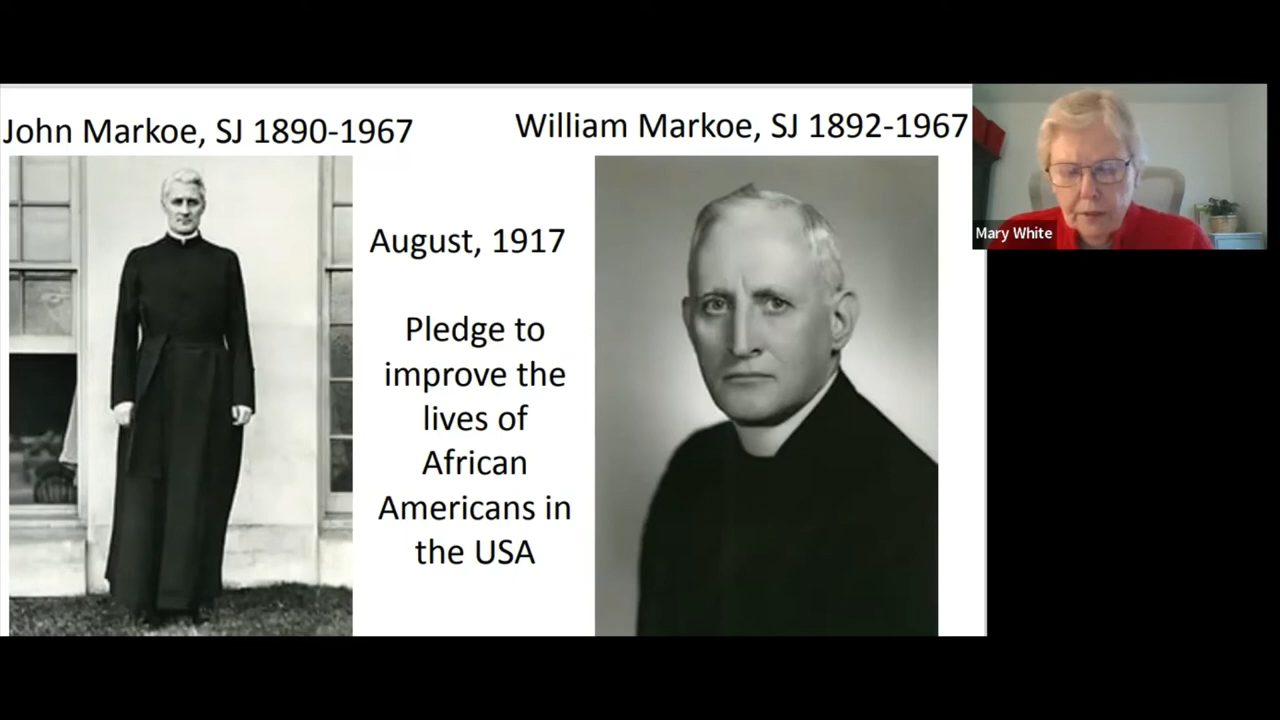 John Markoe, SJ 1890-1967
William Markoe, SJ 1892-1967
August, 1917
Pledge to
improve the
lives of
African
Americans in
the USA
Mary White